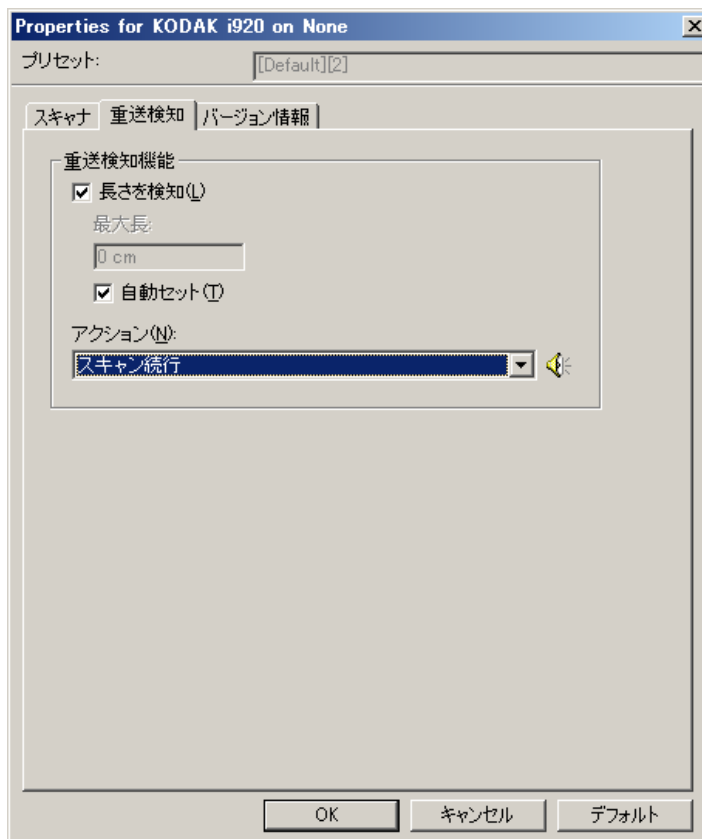 Properties for KODAK i920 on None
プリセット:
[Default][2]
スキャナ 重送検知 バージョン情報
重送検知機能
長さを検知(L)
最大長:
0 cm
自動セット(T)
アクション(N):
スキャン続行
OK キャンセル デフォルト